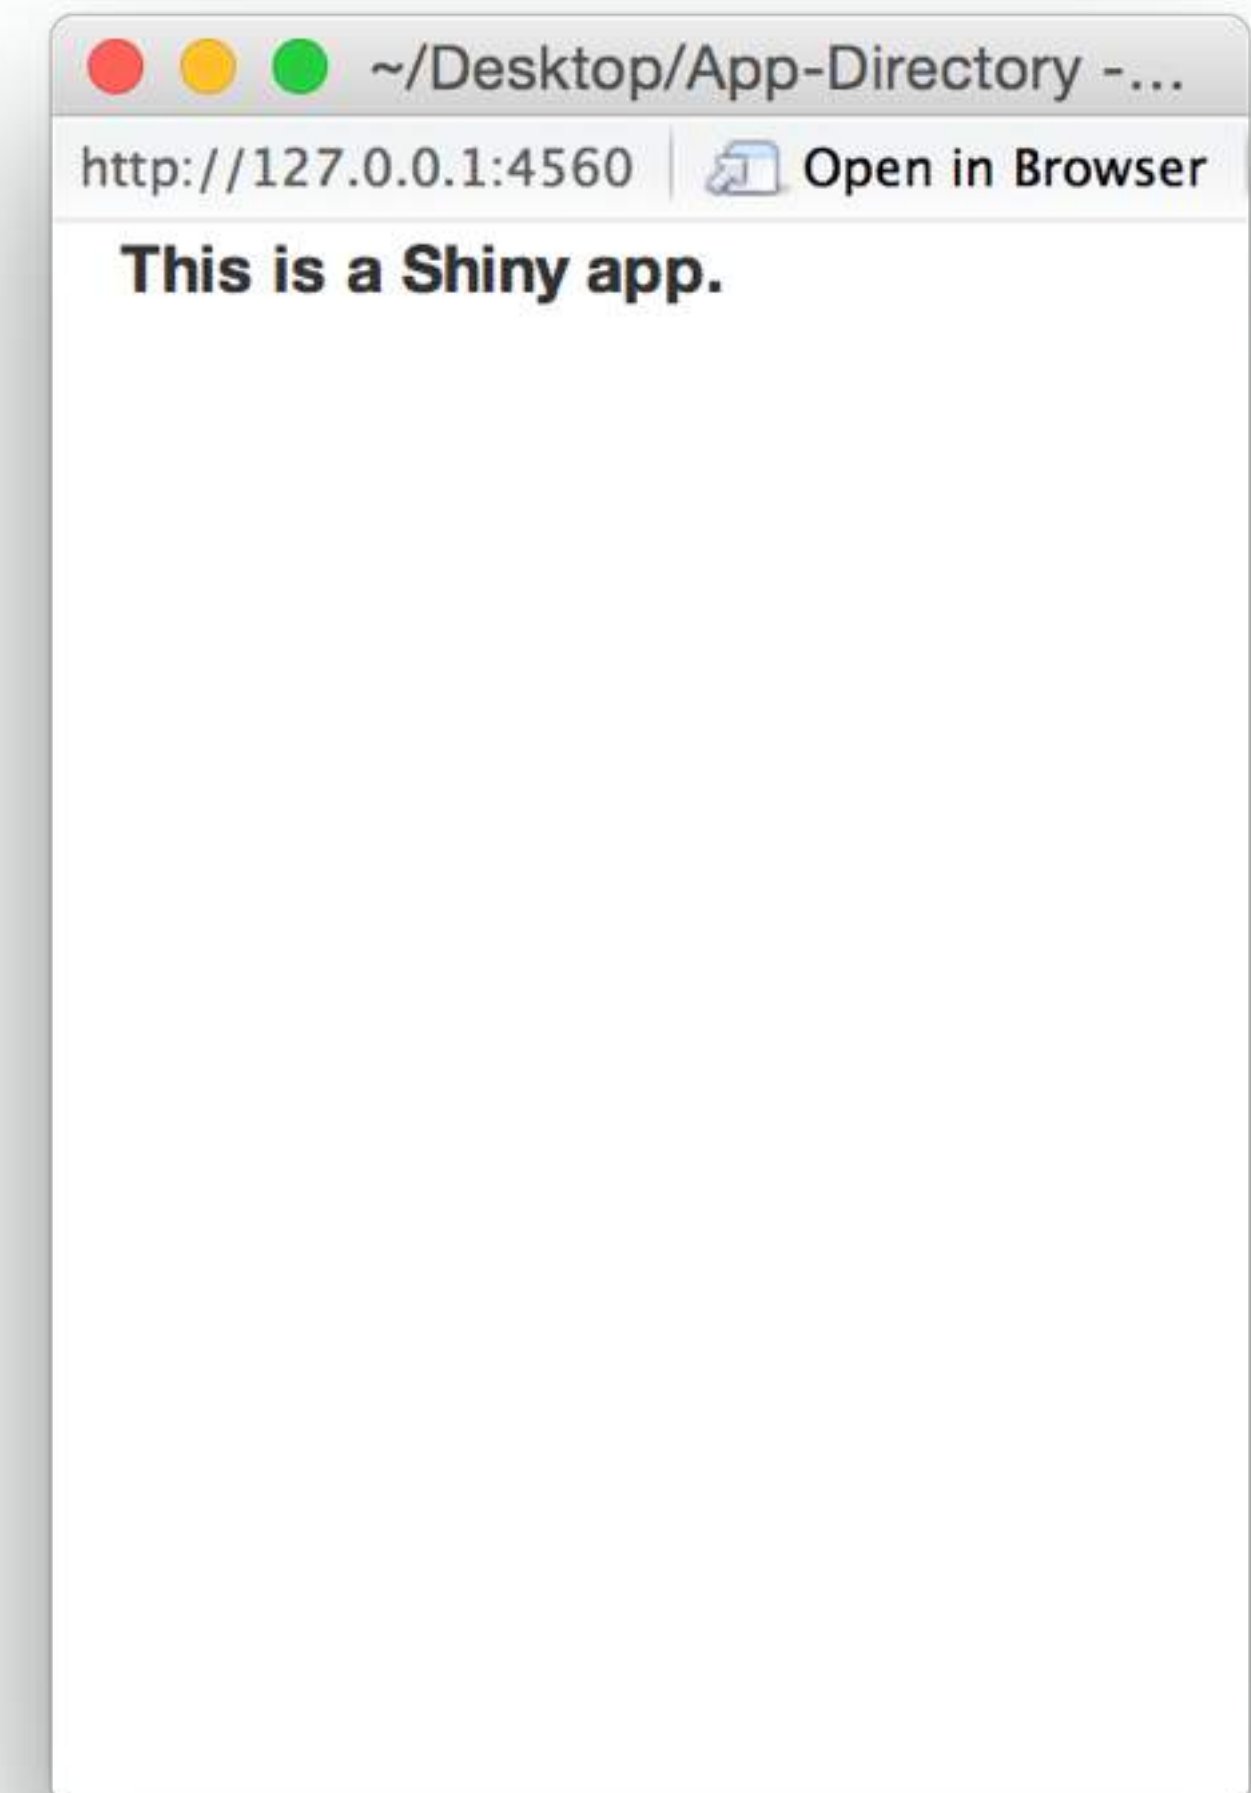 ~/Desktop/App-Directory -...
http://127.0.0.1:4560 Open in Browser
This is a Shiny app.